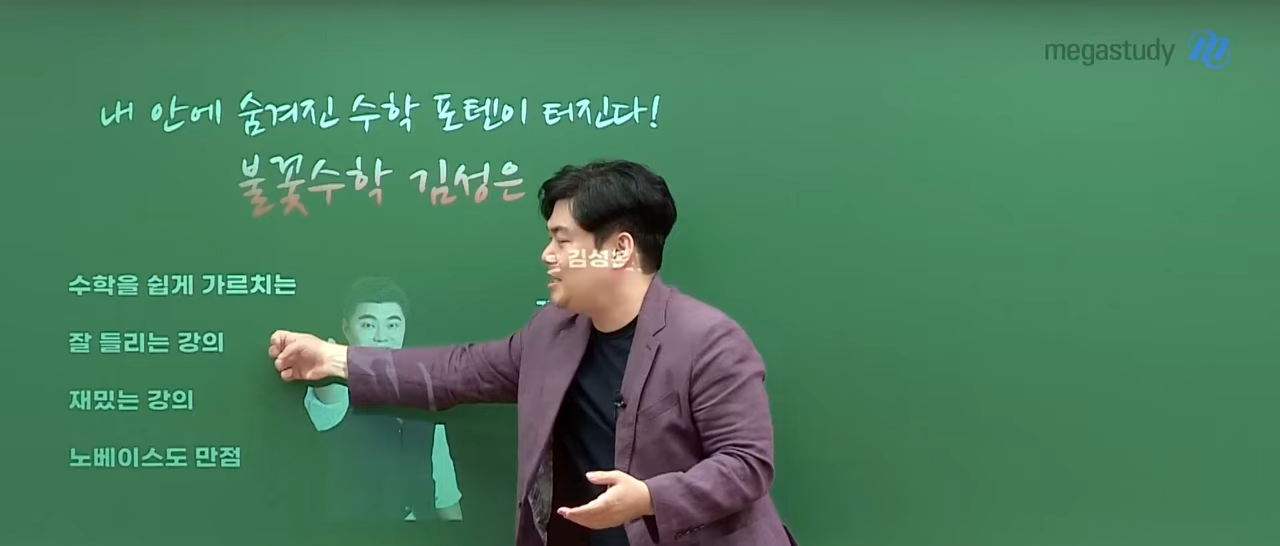 megastudy
내 안에 숨겨진 수학 포텐이 터진다!
불꽃수학 김성은
수학을 쉽게 가르치는
잘 들리는 강의
재밌는 강의
노베이스도 만점